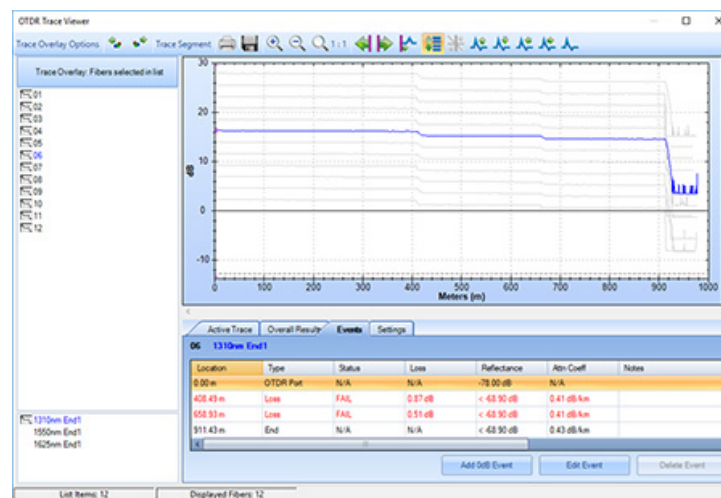 OTDR Trace Viewer
Trace Overlay Options Trace Segment 1:1
Trace Overlay: Fibers selected in list
01
02
03
04
05
06
07
08
09
10
11
12
30
20
10
0
-10
dB
0 100 200 300 400 500 600 700 800 900 1000
Meters (m)
Active Trace Overall Results Events Settings
06 1310nm End1
Location Type Status Loss Reflectance Attn Coeff Notes
0.00 m OTDR Port N/A N/A -78.00 dB N/A
408.49 m Loss FAIL 0.87 dB < -68.90 dB 0.41 dB/km
658.93 m Loss FAIL 0.51 dB < -68.90 dB 0.41 dB/km
911.43 m End N/A N/A < -68.90 dB 0.43 dB/km
1310nm End1
1550nm End1
1625nm End1
Add 0dB Event Edit Event Delete Event
List Items: 12 Displayed Fibers: 12